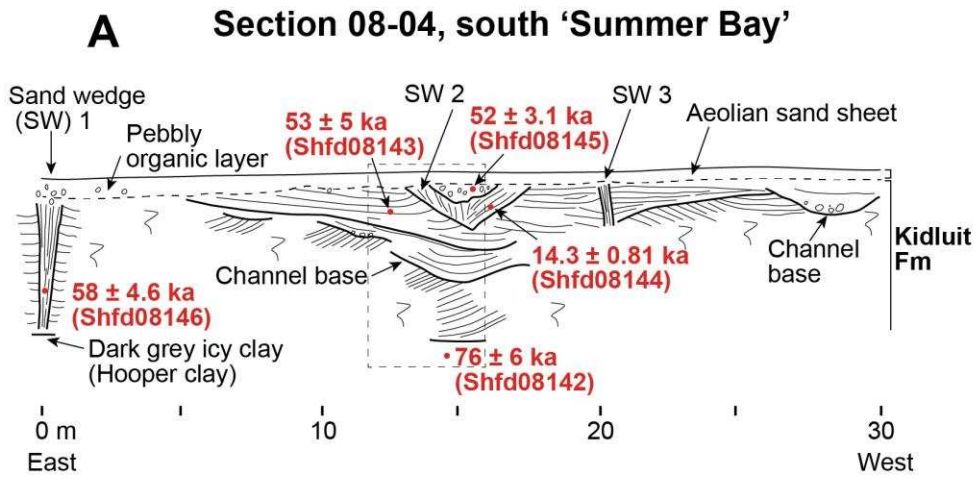 A
Section 08-04, south ‘Summer Bay’
Sand wedge
(SW) 1
Pebbly
organic layer
53 ± 5 ka
(Shfd08143)
SW 2
52 ± 3.1 ka
(Shfd08145)
SW 3
Aeolian sand sheet
Channel base
14.3 ± 0.81 ka
(Shfd08144)
Channel
base
Kidluit
Fm
58 ± 4.6 ka
(Shfd08146)
Dark grey icy clay
(Hooper clay)
76 ± 6 ka
(Shfd08142)
0 m
10
20
30
East
West